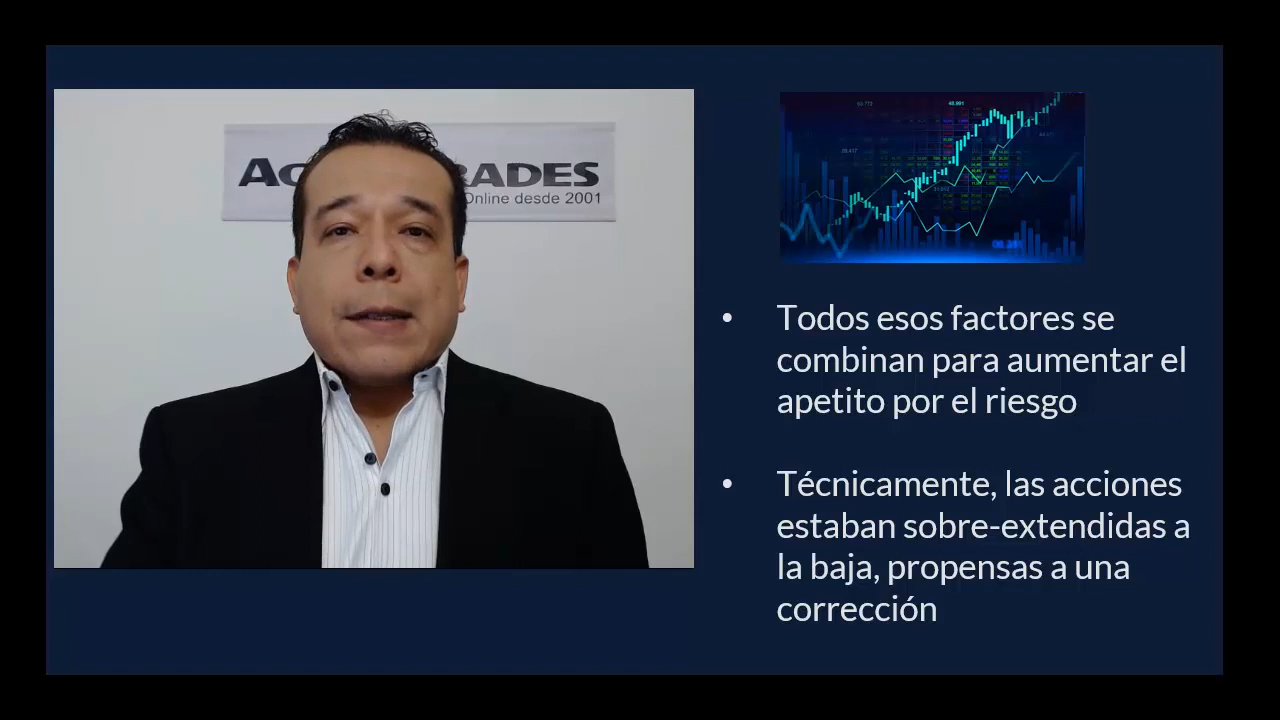 RADES
Online desde 2001
• Todos esos factores se
combinan para aumentar el
apetito por el riesgo
• Técnicamente, las acciones
estaban sobre-extendidas a
la baja, propensas a una
corrección